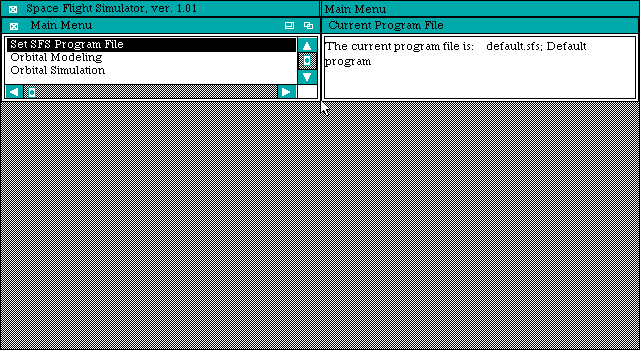 Space Flight Simulator, ver. 1.01
Main Menu
Main Menu
Current Program File
Set SFS Program File
Orbital Modeling
Orbital Simulation
The current program file is: default.sfs; Default
program